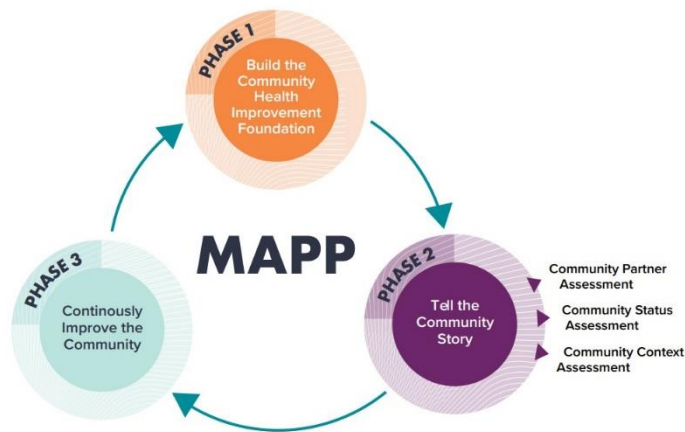 PHASE 1
Build the
Community
Health
Improvement
Foundation
MAPP
PHASE 2
Tell the
Community
Story
Community Partner
Assessment
Community Status
Assessment
Community Context
Assessment
PHASE 3
Continously
Improve the
Community